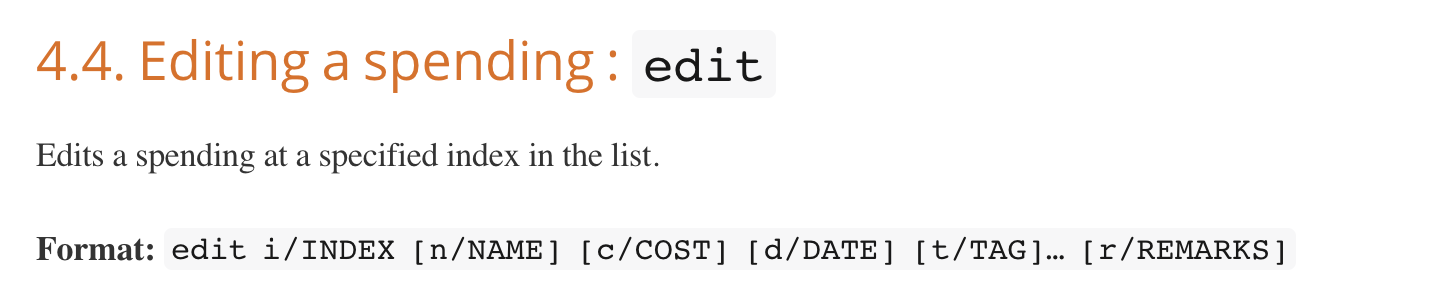 4.4. Editing a spending : edit
Edits a spending at a specified index in the list.
Format: edit i/INDEX [n/NAME] [c/COST] [d/DATE] [t/TAG]… [r/REMARKS]